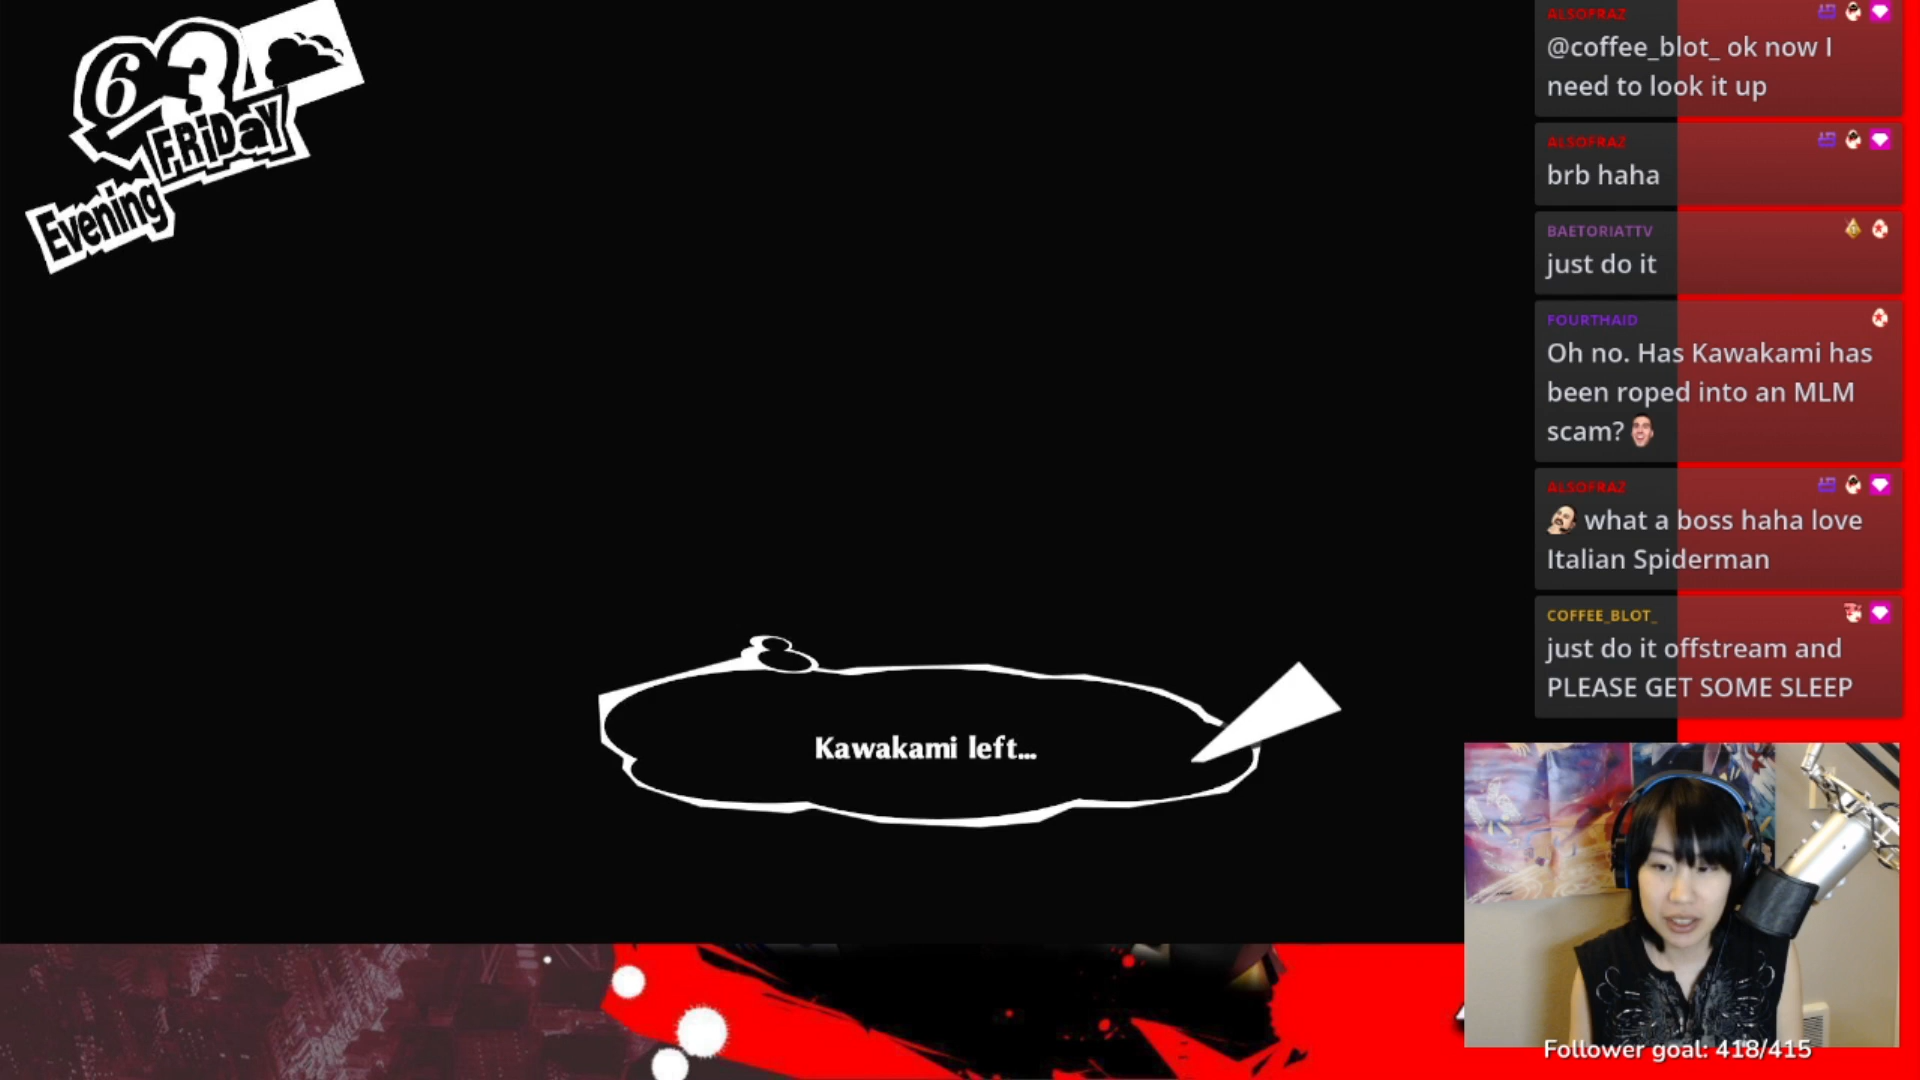 6 3
FRiDaY
Evening
Kawakami left...
ALSOFRAZ
@coffee_blot_ ok now I
need to look it up
ALSOFRAZ
brb haha
BAETORIATTV
just do it
FOURTHAID
Oh no. Has Kawakami has
been roped into an MLM
scam?
ALSOFRAZ
what a boss haha love
Italian Spiderman
COFFEE_BLOT_
just do it offstream and
PLEASE GET SOME SLEEP
Follower goal: 418/415